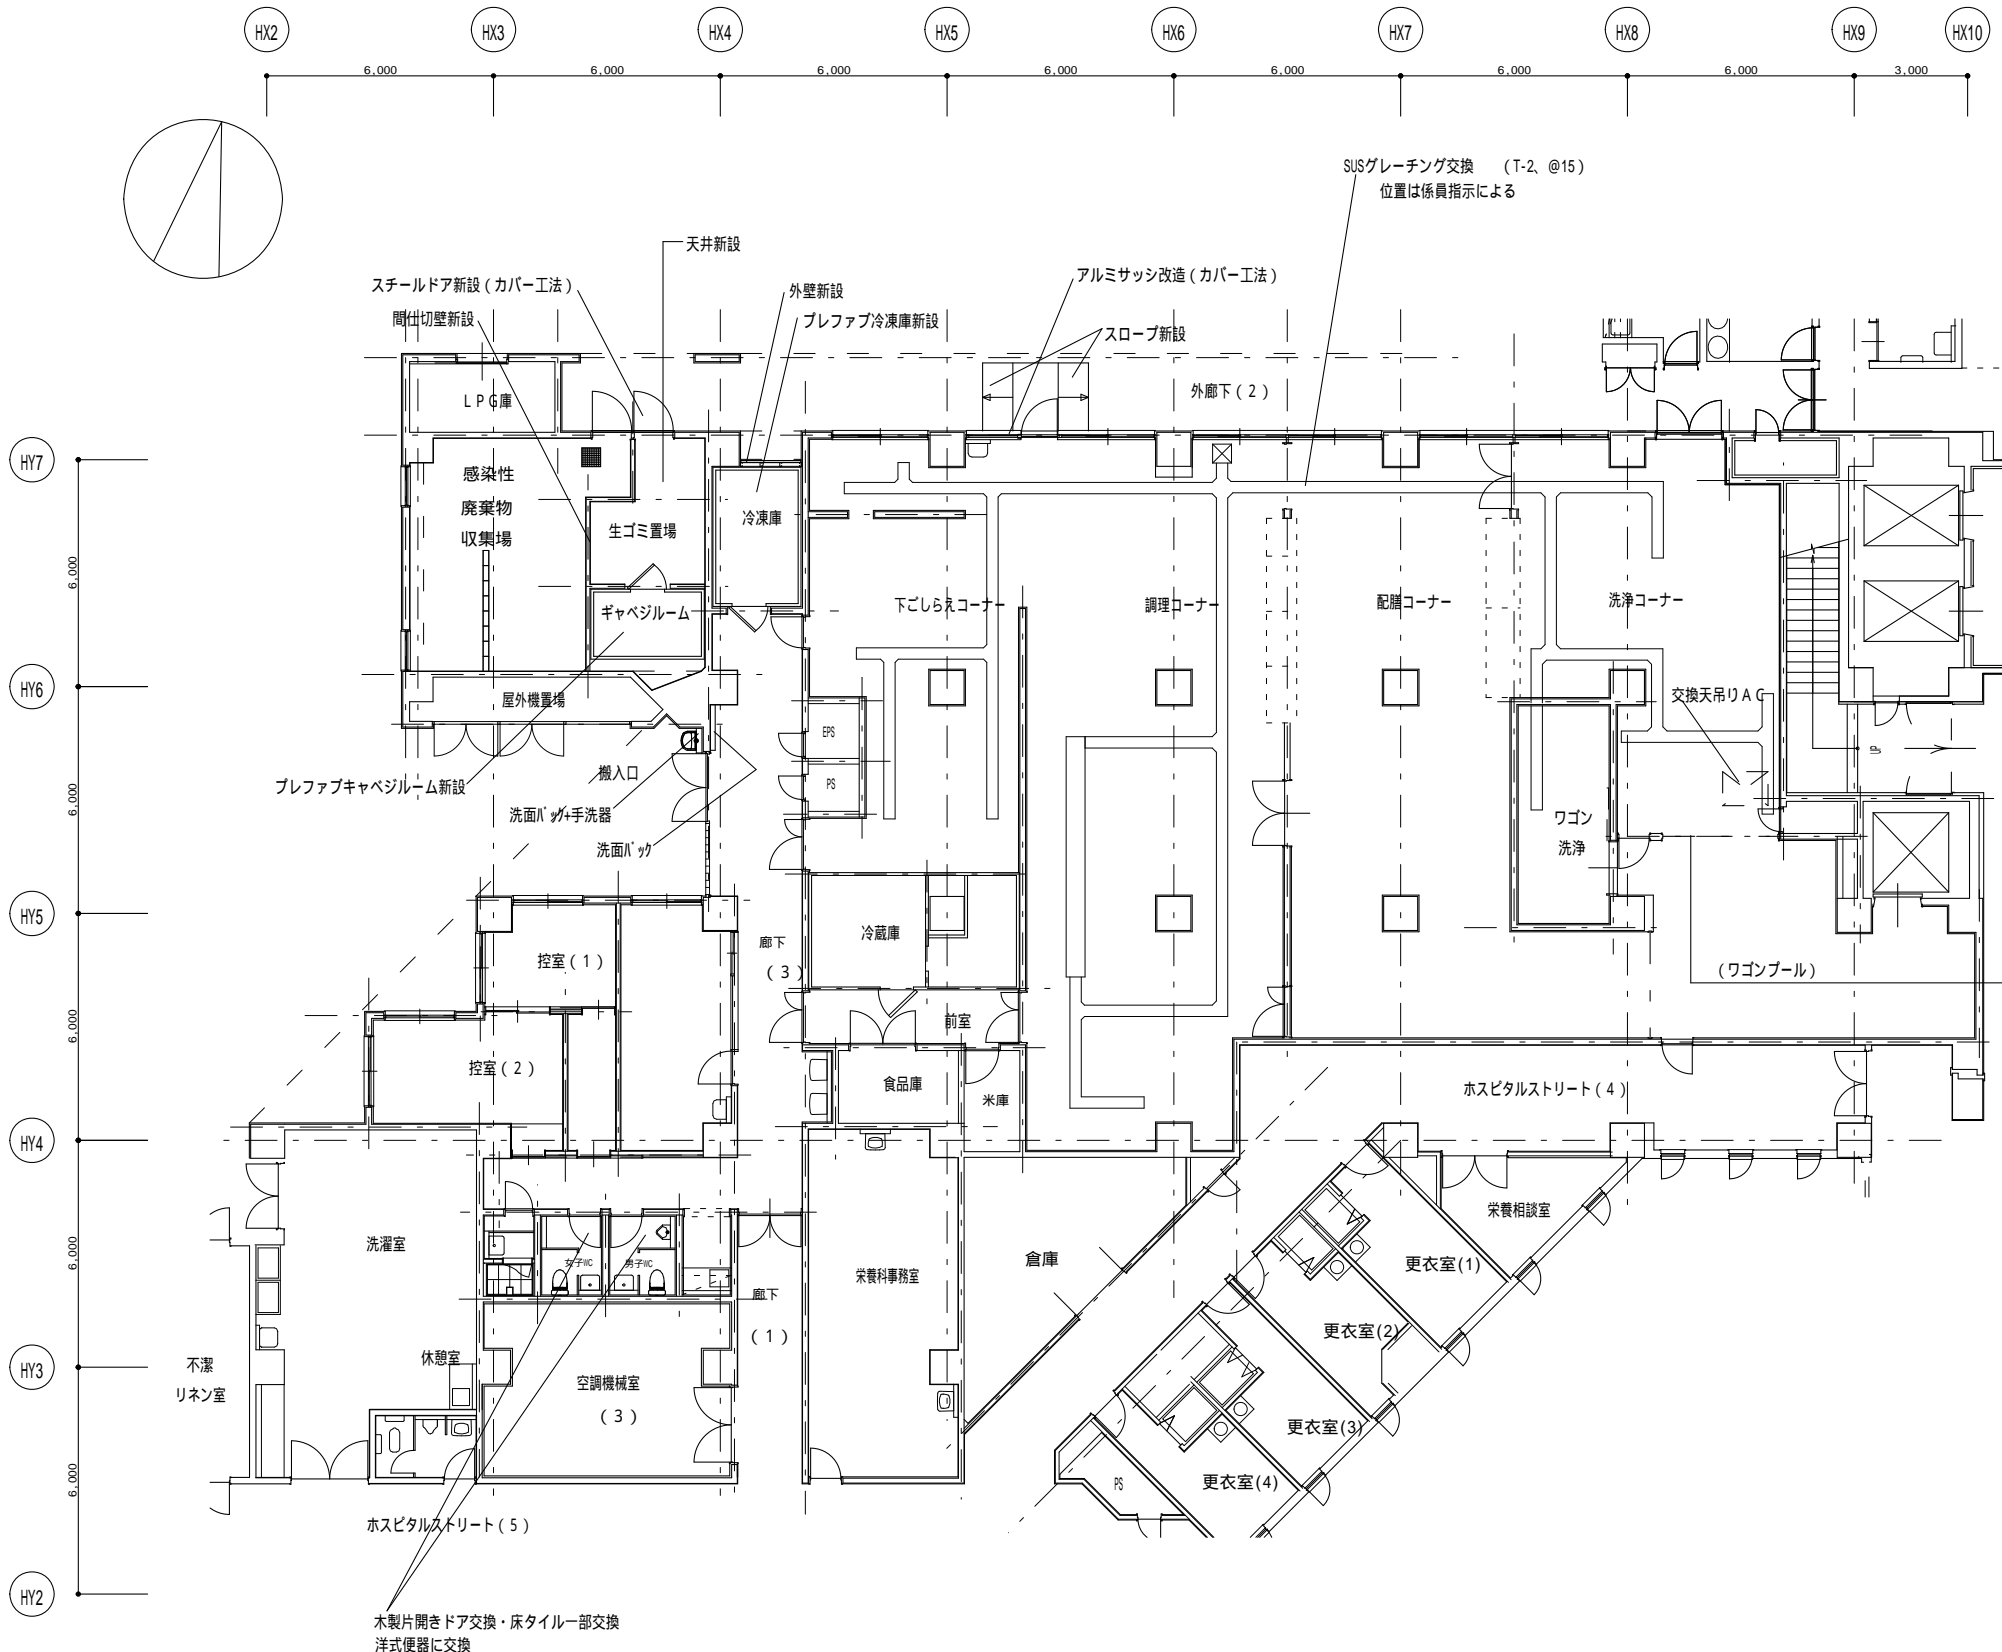 HX2
HX3
HX4
HX5
HX6
HX7
HX8
HX9
HX10
6,000
6,000
6,000
6,000
6,000
6,000
6,000
3,000
SUSグレーチング交換 （T-2、@15）
位置は係員指示による
天井新設
スチールドア新設（カバー工法）
間仕切壁新設
外壁新設
プレファブ冷凍庫新設
アルミサッシ改造（カバー工法）
スロープ新設
外廊下（2）
LPG庫
HY7
感染性
廃棄物
収集場
生ゴミ置場
冷凍庫
6,000
ギャベジルーム
下ごしらえコーナー
調理コーナー
配膳コーナー
洗浄コーナー
HY6
屋外機置場
交換天吊りAC
EPS
PS
UP
搬入口
プレファブキャベジルーム新設
洗面バック+手洗器
洗面バック
6,000
ワゴン
洗浄
HY5
冷蔵庫
廊下
（3）
控室（1）
（ワゴンプール）
6,000
前室
控室（2）
食品庫
米庫
ホスピタルストリート（4）
HY4
洗濯室
女子WC
男子WC
栄養科事務室
倉庫
栄養相談室
更衣室(1)
6,000
廊下
（1）
更衣室(2)
HY3
不潔
リネン室
休憩室
空調機械室
（3）
更衣室(3)
更衣室(4)
PS
6,000
ホスピタルストリート（5）
HY2
木製片開きドア交換・床タイル一部交換
洋式便器に交換